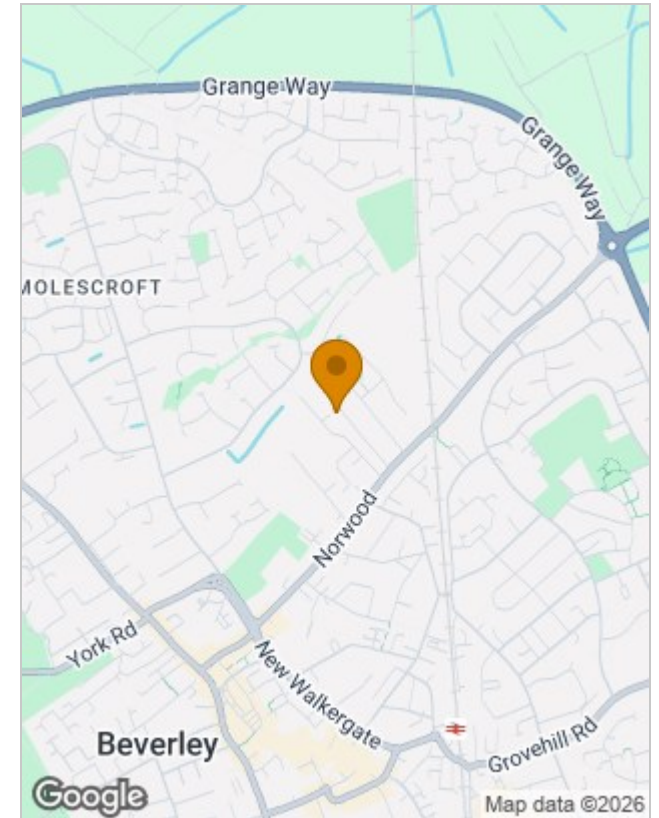 Grange Way
Grange Way
MOLESCROFT
Norwood
York Rd
New Walkergate
Beverley
Grovehill Rd
Google
Map data ©2026